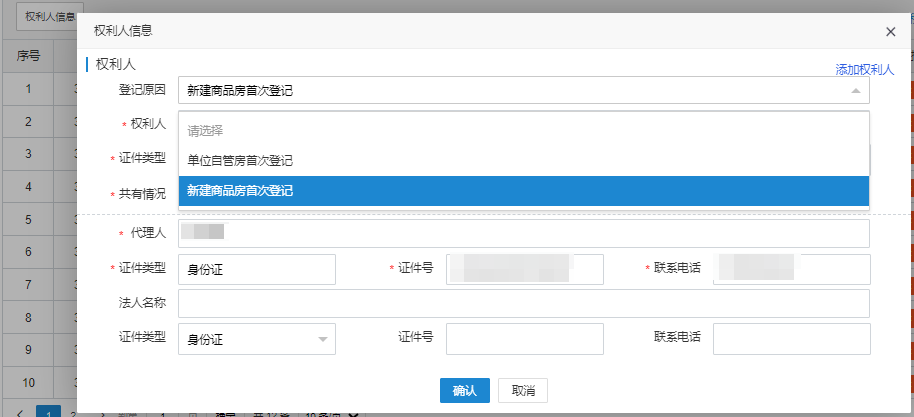 权利人信息
权利人信息
权利人
添加权利人
序号
登记原因 新建商品房首次登记
1
* 权利人 请选择
2
* 证件类型 单位自管房首次登记
3
* 共有情况 新建商品房首次登记
4
5
* 代理人
6
* 证件类型 身份证 * 证件号 * 联系电话
7
法人名称
8
证件类型 身份证 证件号 联系电话
9
10
确认 取消
1 2